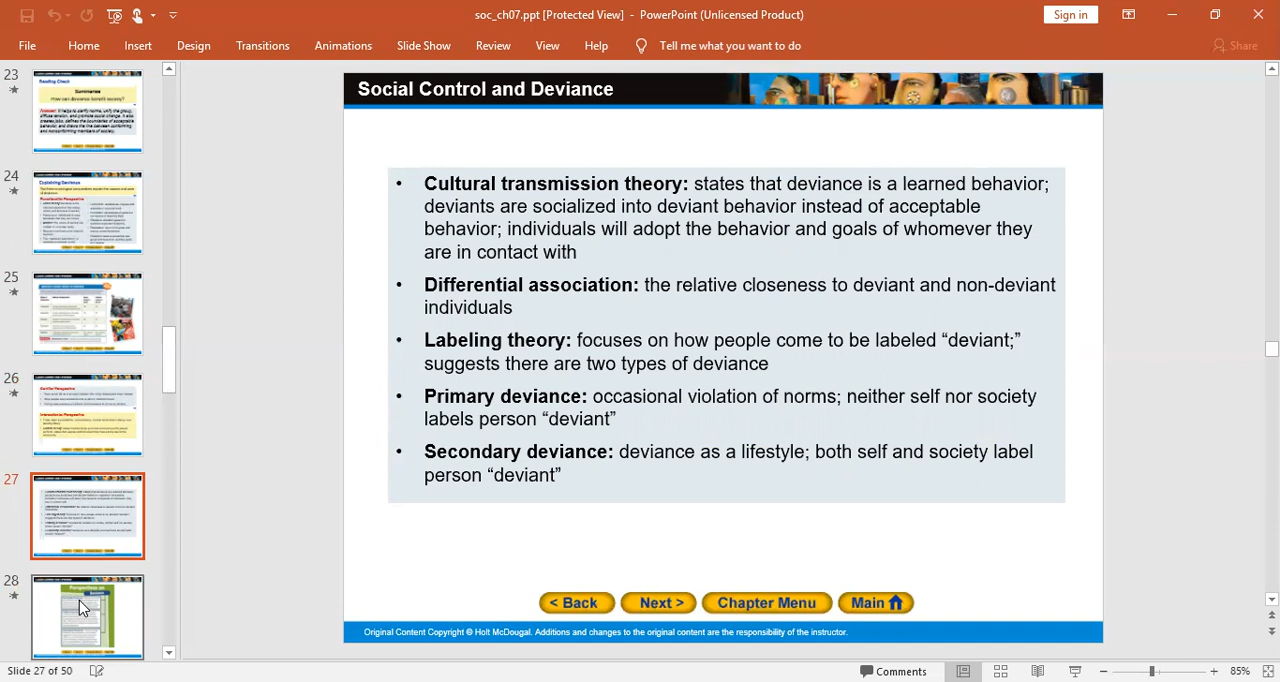 soc_ch07.ppt [Protected View] - PowerPoint (Unlicensed Product)
Sign in
File Home Insert Design Transitions Animations Slide Show Review View Help Tell me what you want to do Share
23
24
25
26
27
28
Social Control and Deviance
• Cultural transmission theory: states that deviance is a learned behavior;
deviants are socialized into deviant behavior instead of acceptable
behavior; individuals will adopt the behavior and goals of whomever they
are in contact with
• Differential association: the relative closeness to deviant and non-deviant
individuals
• Labeling theory: focuses on how people come to be labeled “deviant;”
suggests there are two types of deviance
• Primary deviance: occasional violation of norms; neither self nor society
labels person “deviant”
• Secondary deviance: deviance as a lifestyle; both self and society label
person “deviant”
< Back Next > Chapter Menu Main
Original Content Copyright © Holt McDougal. Additions and changes to the original content are the responsibility of the instructor.
Slide 27 of 50 Comments 85%